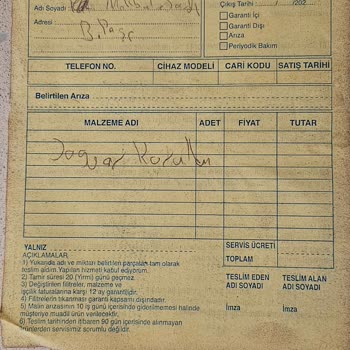 Adı Soyadı :
Çıkış Tarihi : / /202....
Adresi : B. Paşa
Garanti İçi
Garanti Dışı
Arıza
Periyodik Bakım
TELEFON NO. CİHAZ MODELİ CARİ KODU SATIŞ TARİHİ
Belirtilen Arıza
MALZEME ADI ADET FİYAT TUTAR
YALNIZ
SERVİS ÜCRETİ
TOPLAM
AÇIKLAMALAR
1) Yukarıda adı ve miktarı belirtilen parçaları tam olarak
teslim aldım. Yapılan hizmeti kabul ediyorum.
2) Tamir süresi 20 (Yirmi) günü geçmez.
3) Değiştirilen filtreler, malzeme ve
işçilik faturalarına karşı 12 ay garantilidir.
4) Filtrelerin tıkanması garanti kapsamı dışındadır.
5) Malın arızasının 10 iş günü içerisinde giderilmemesi halinde
müşteriye muadil ürün verilecektir.
6) Teslim tarihinden itibaren 90 gün içerisinde alınmayan
ürünlerden servisimiz sorumlu değildir.
TESLİM EDEN
ADI SOYADI
İmza
TESLİM ALAN
ADI SOYADI
İmza